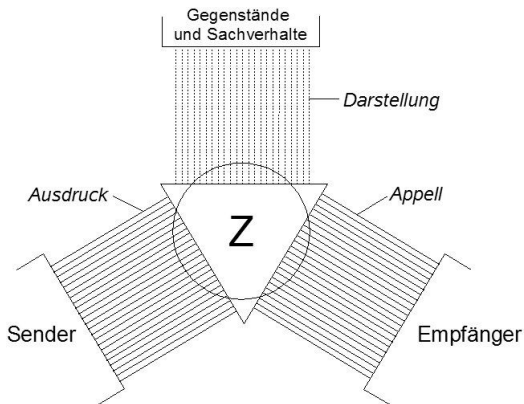 Gegenstände
und Sachverhalte
Darstellung
Ausdruck
Appell
Z
Sender
Empfänger